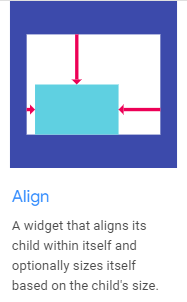 Align
A widget that aligns its
child within itself and
optionally sizes itself
based on the child's size.